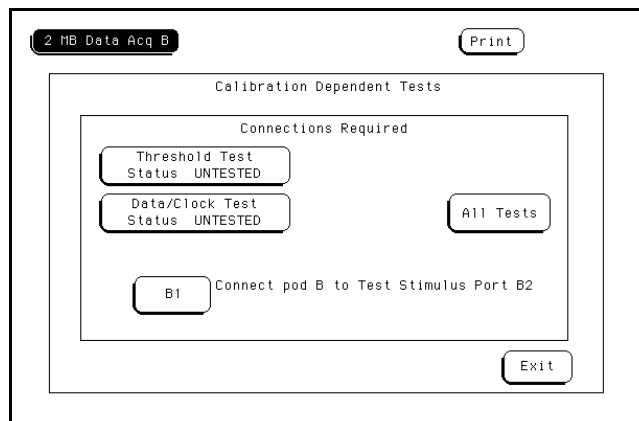 2 MB Data Acq B
Print
Calibration Dependent Tests
Connections Required
Threshold Test
Status UNTESTED
Data/Clock Test
Status UNTESTED
All Tests
B1
Connect pod B to Test Stimulus Port B2
Exit